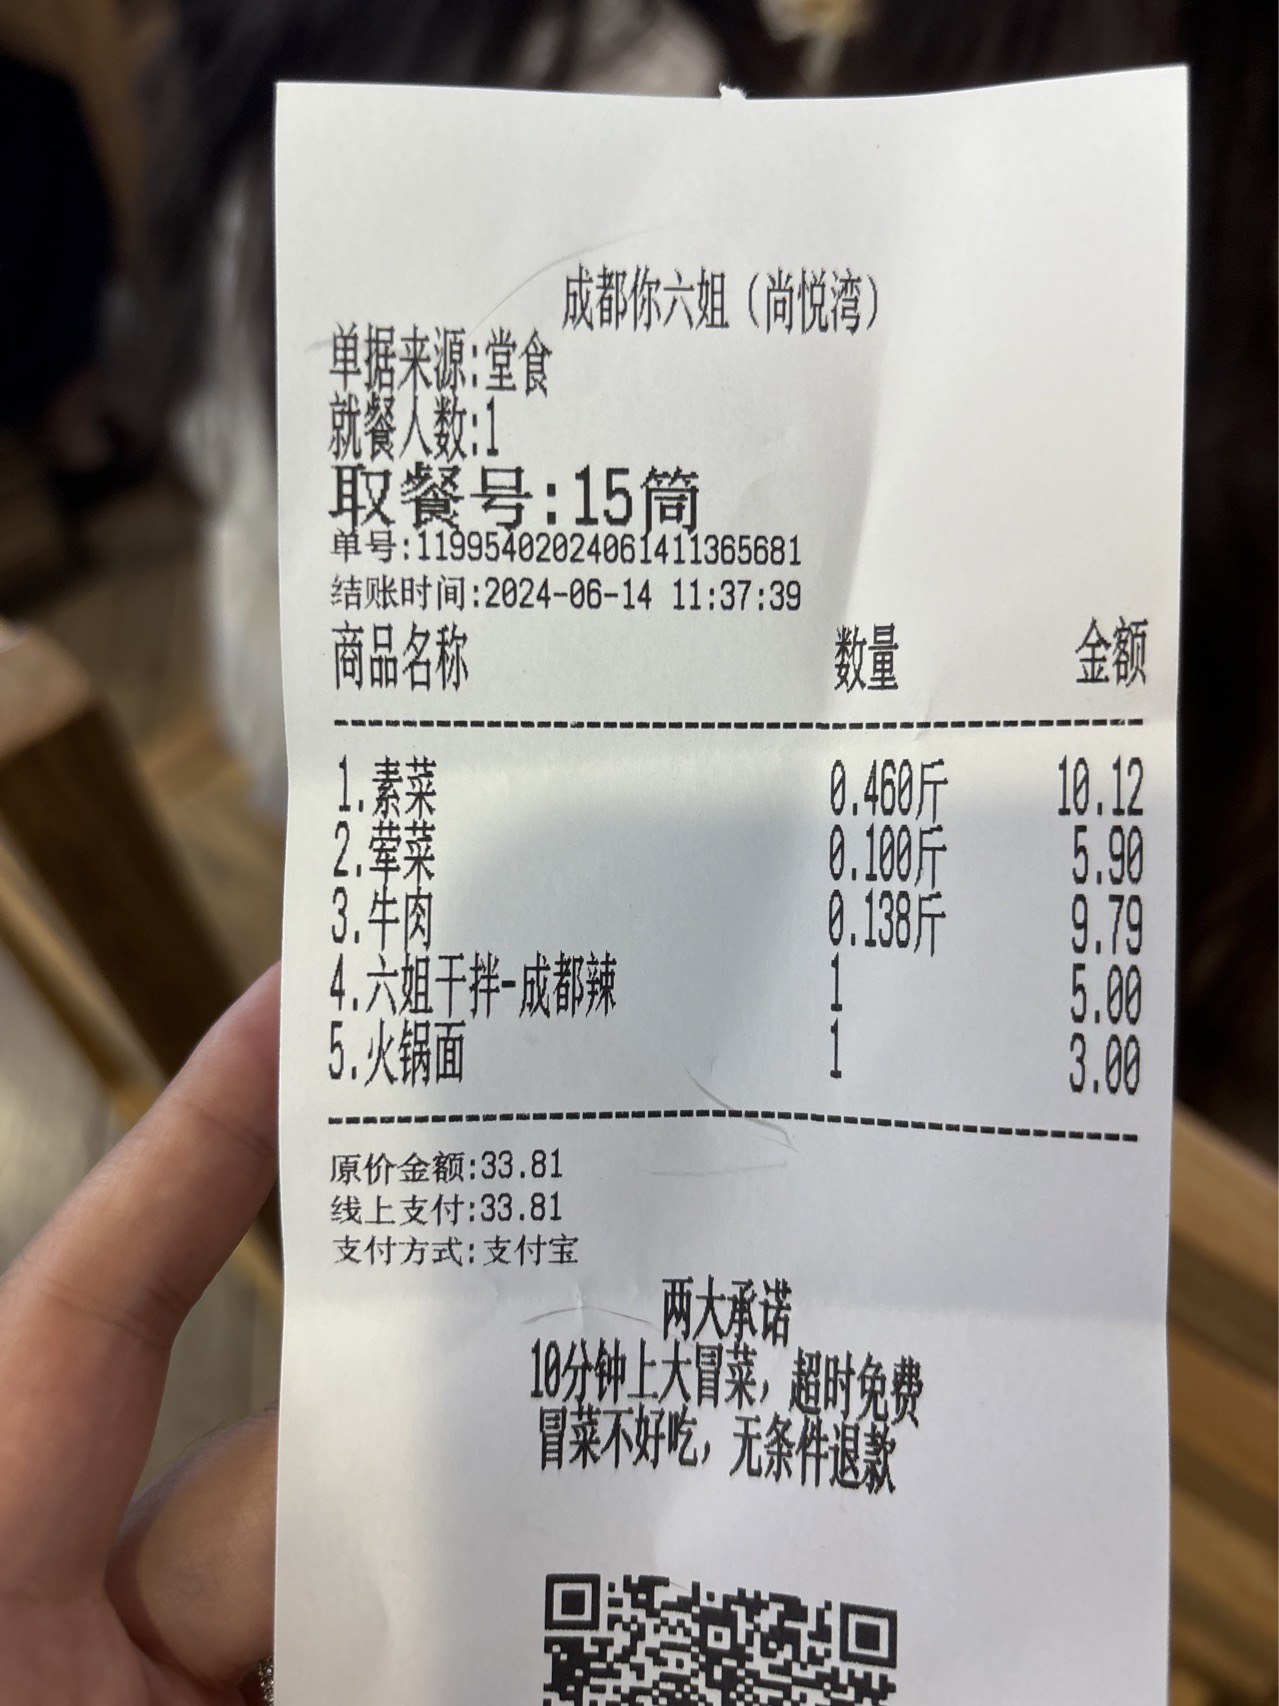 成都你六姐（尚悦湾）
单据来源:堂食
就餐人数:1
取餐号:15筒
单号:11995402024061411365681
结账时间:2024-06-14 11:37:39
商品名称 数量 金额
1.素菜 0.460斤 10.12
2.荤菜 0.100斤 5.90
3.牛肉 0.138斤 9.79
4.六姐干拌-成都辣 1 5.00
5.火锅面 1 3.00
原价金额:33.81
线上支付:33.81
支付方式:支付宝
两大承诺
10分钟上大冒菜，超时免费
冒菜不好吃，无条件退款